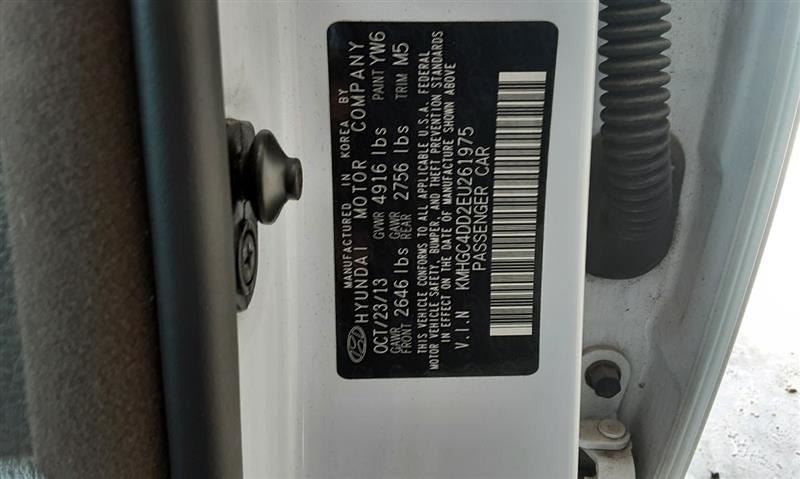 MANUFACTURED IN KOREA BY
HYUNDAI MOTOR COMPANY
OCT/23/13 GVWR 4916 lbs PAINT YW6
GAWR FRONT 2646 lbs GAWR REAR 2756 lbs TRIM M5
THIS VEHICLE CONFORMS TO ALL APPLICABLE U.S.A. FEDERAL
MOTOR VEHICLE SAFETY, BUMPER, AND THEFT PREVENTION STANDARDS
IN EFFECT ON THE DATE OF MANUFACTURE SHOWN ABOVE
V.I.N KMHGC4DD2EU261975
PASSENGER CAR